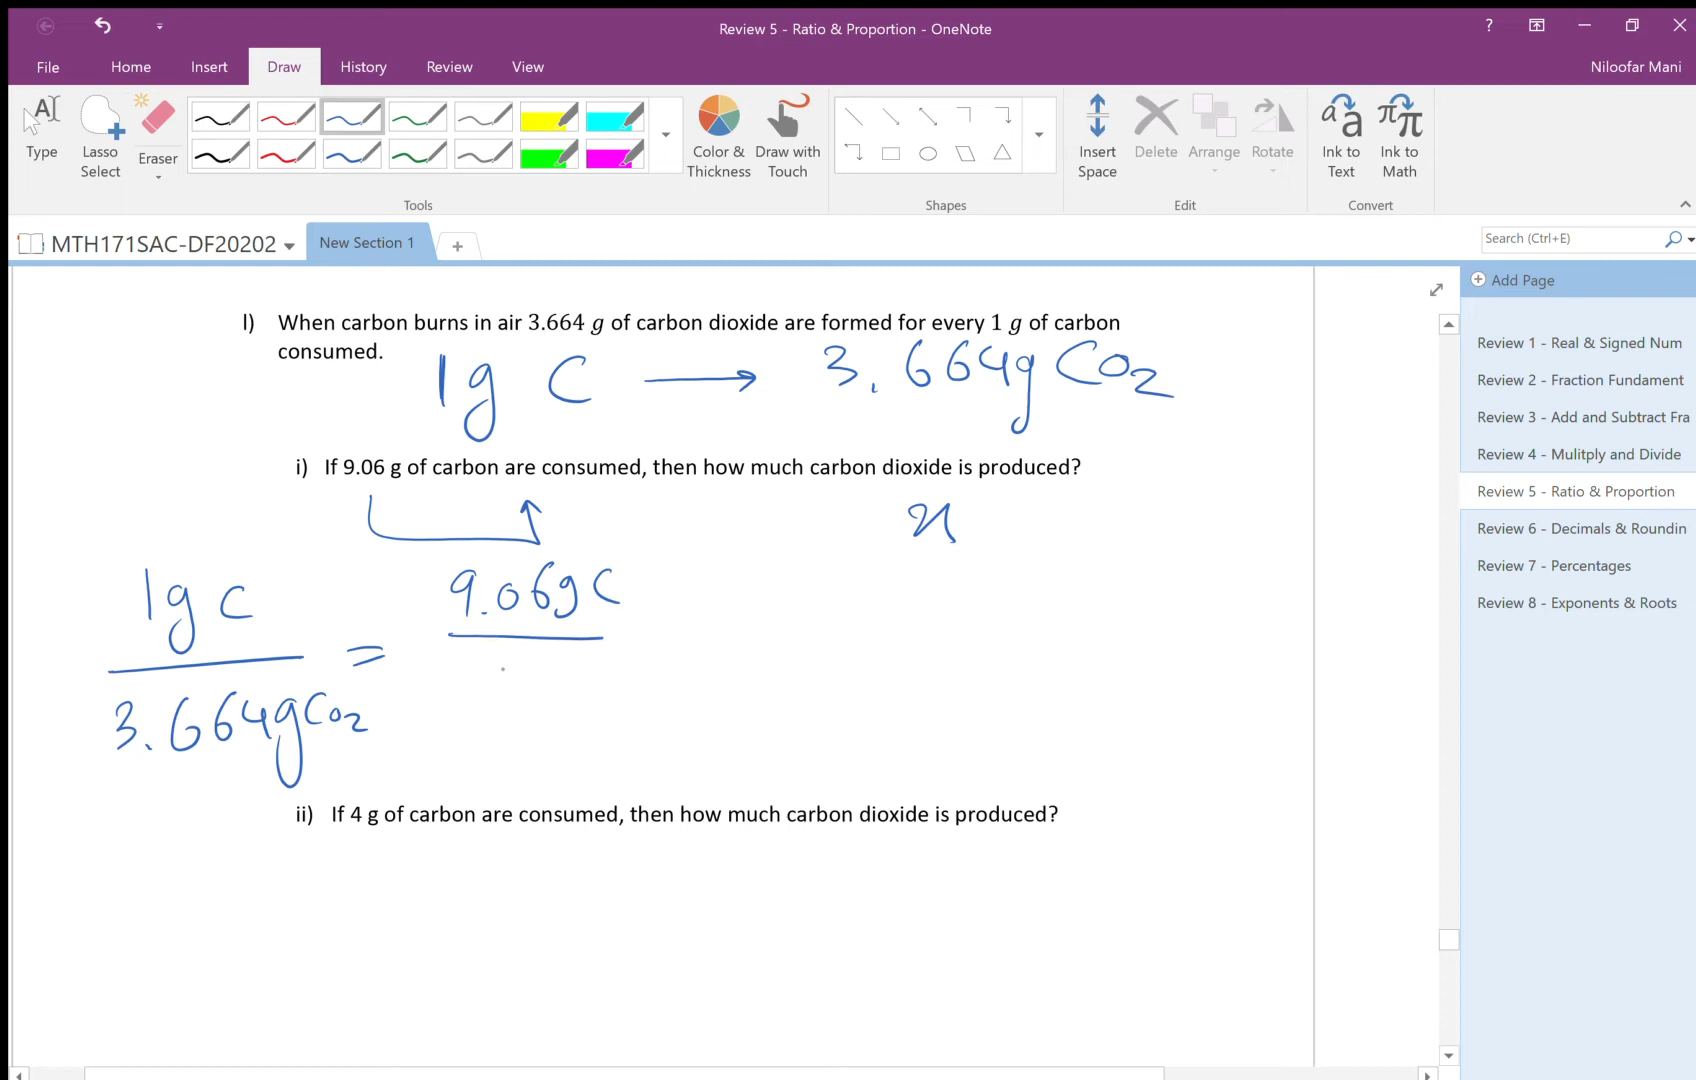 Review 5 - Ratio & Proportion - OneNote
?
File Home Insert Draw History Review View
Niloofar Mani
Type
Lasso Select
Eraser
Color & Thickness
Draw with Touch
Insert Space
Delete
Arrange
Rotate
Ink to Text
Ink to Math
Tools
Shapes
Edit
Convert
MTH171SAC-DF20202
New Section 1
+
Search (Ctrl+E)
Add Page
Review 1 - Real & Signed Num
Review 2 - Fraction Fundament
Review 3 - Add and Subtract Fra
Review 4 - Mulitply and Divide
Review 5 - Ratio & Proportion
Review 6 - Decimals & Roundin
Review 7 - Percentages
Review 8 - Exponents & Roots
l) When carbon burns in air 3.664 g of carbon dioxide are formed for every 1 g of carbon
consumed.
1g C → 3.664g CO2
i) If 9.06 g of carbon are consumed, then how much carbon dioxide is produced?
x
1g C = 9.06g C
3.664g CO2
ii) If 4 g of carbon are consumed, then how much carbon dioxide is produced?